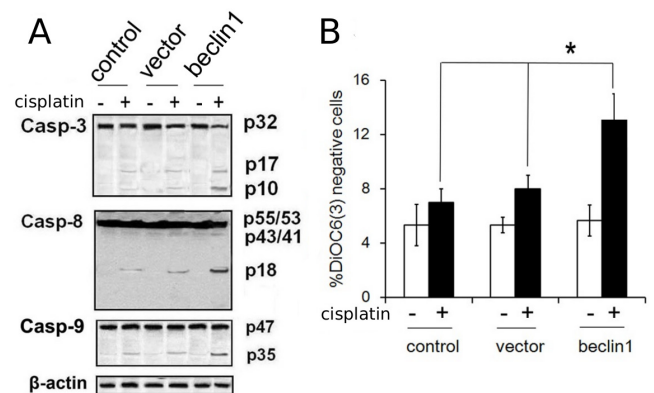 A
control vector beclin1
cisplatin - + - + - +
Casp-3 p32
p17
p10
Casp-8 p55/53
p43/41
p18
Casp-9 p47
p35
β-actin
B
*
%DiOC6(3) negative cells
16
12
8
4
0
cisplatin - + - + - +
control vector beclin1